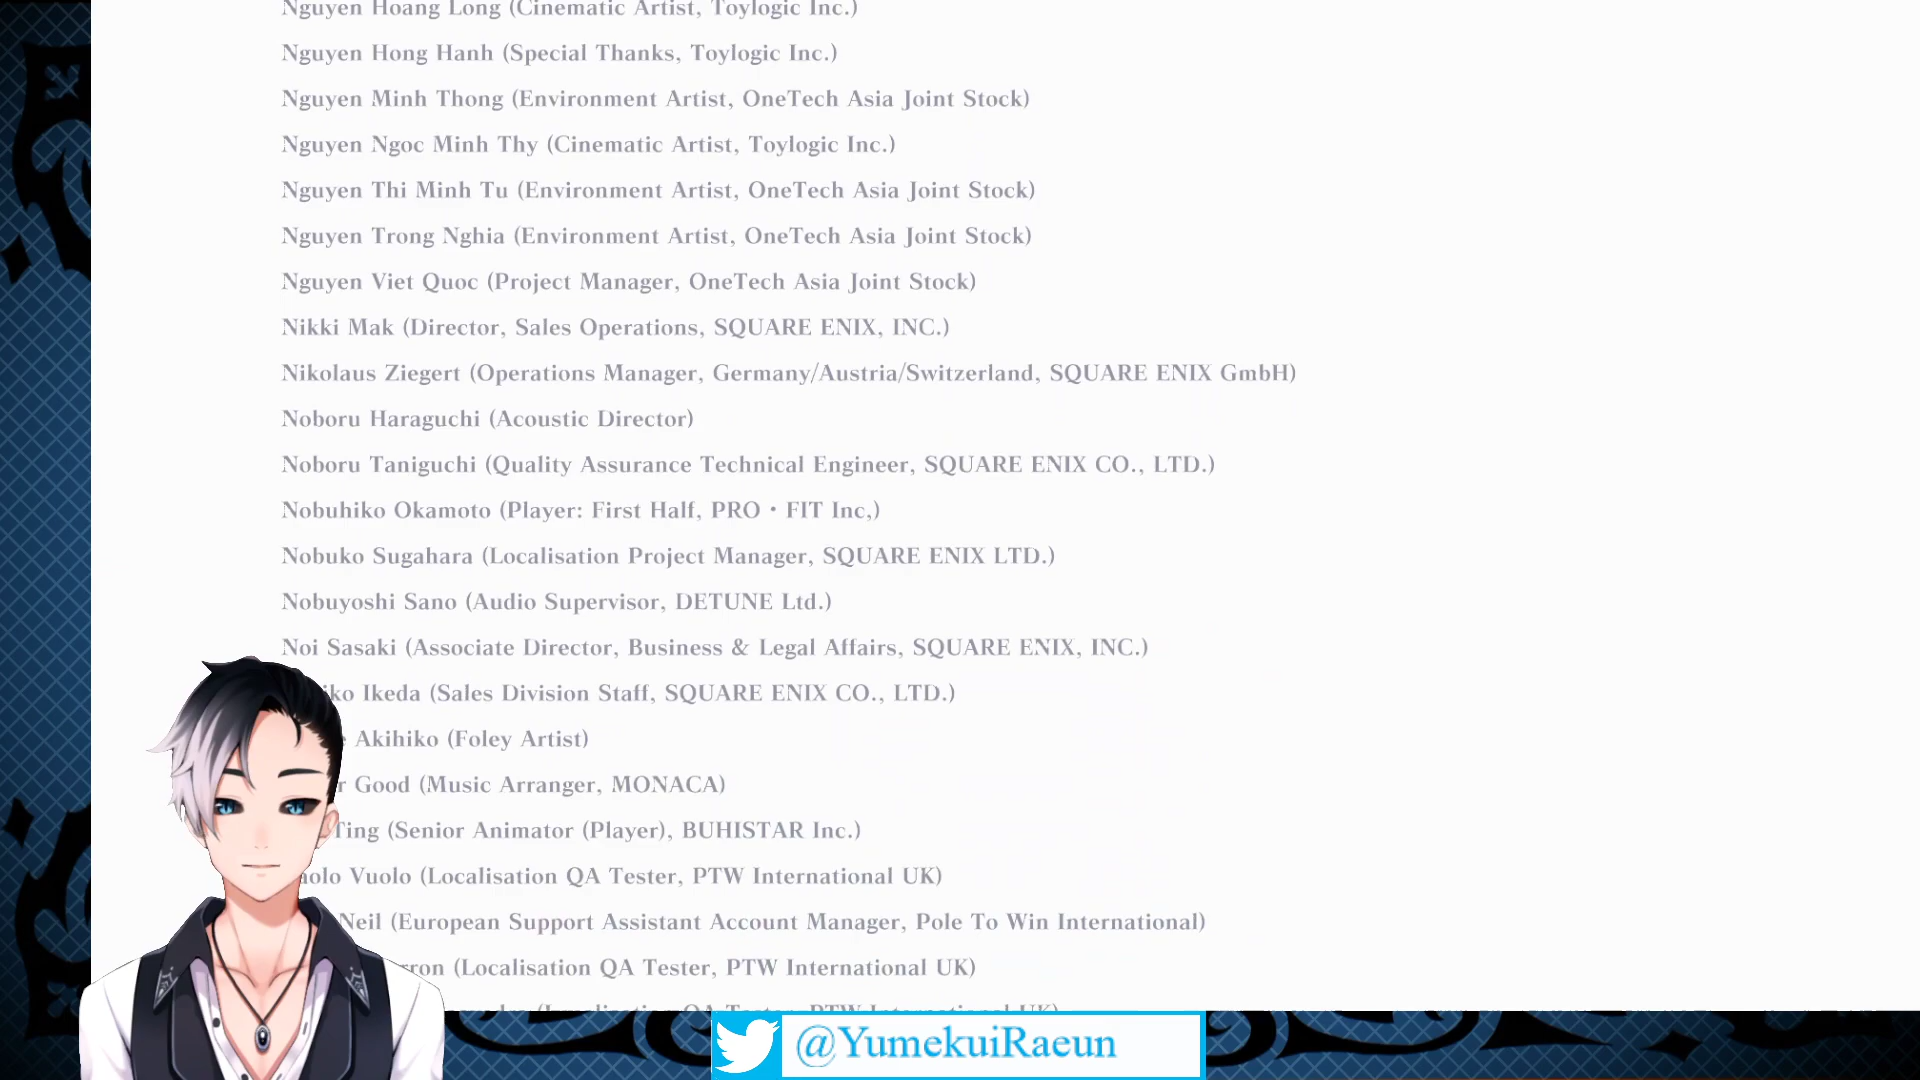 Nguyen Hoang Long (Cinematic Artist, Toylogic Inc.)
Nguyen Hong Hanh (Special Thanks, Toylogic Inc.)
Nguyen Minh Thong (Environment Artist, OneTech Asia Joint Stock)
Nguyen Ngoc Minh Thy (Cinematic Artist, Toylogic Inc.)
Nguyen Thi Minh Tu (Environment Artist, OneTech Asia Joint Stock)
Nguyen Trong Nghia (Environment Artist, OneTech Asia Joint Stock)
Nguyen Viet Quoc (Project Manager, OneTech Asia Joint Stock)
Nikki Mak (Director, Sales Operations, SQUARE ENIX, INC.)
Nikolaus Ziegert (Operations Manager, Germany/Austria/Switzerland, SQUARE ENIX GmbH)
Noboru Haraguchi (Acoustic Director)
Noboru Taniguchi (Quality Assurance Technical Engineer, SQUARE ENIX CO., LTD.)
Nobuhiko Okamoto (Player: First Half, PRO・FIT Inc,)
Nobuko Sugahara (Localisation Project Manager, SQUARE ENIX LTD.)
Nobuyoshi Sano (Audio Supervisor, DETUNE Ltd.)
Noi Sasaki (Associate Director, Business & Legal Affairs, SQUARE ENIX, INC.)
Ikeda (Sales Division Staff, SQUARE ENIX CO., LTD.)
Akihiko (Foley Artist)
Good (Music Arranger, MONACA)
Ting (Senior Animator (Player), BUHISTAR Inc.)
Vuolo (Localisation QA Tester, PTW International UK)
Neil (European Support Assistant Account Manager, Pole To Win International)
(Localisation QA Tester, PTW International UK)
(Localisation QA Tester, PTW International UK)
@YumekuiRaeun